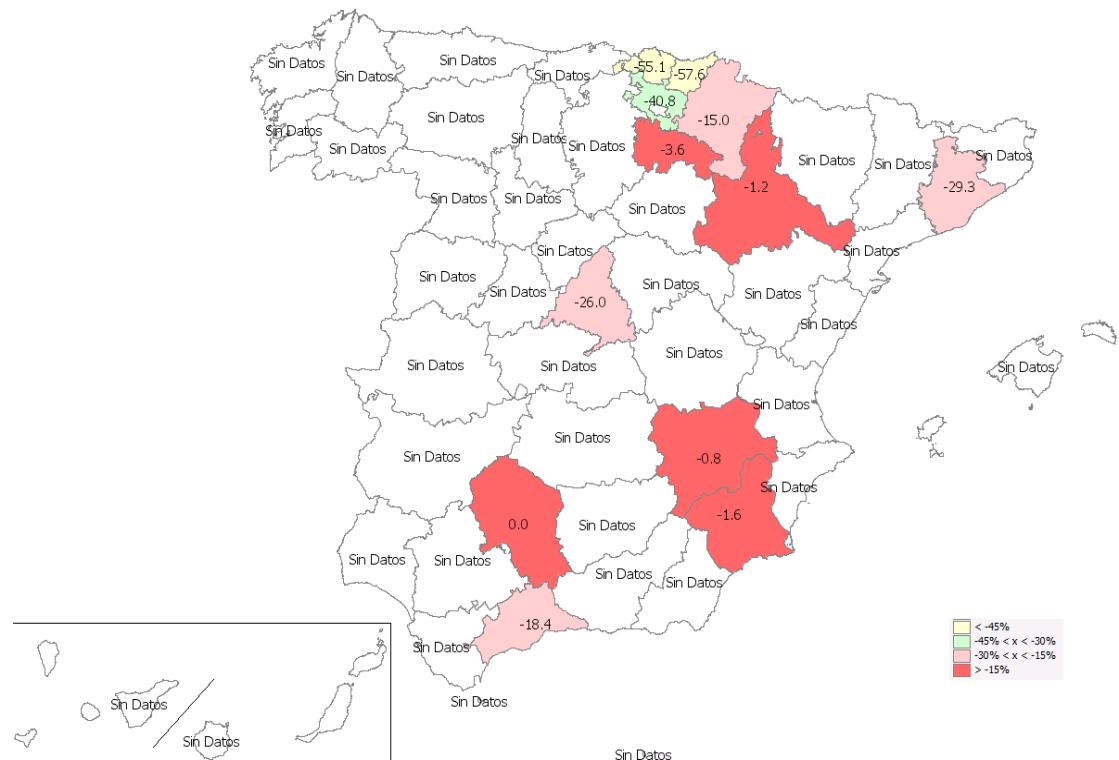 Sin Datos
Sin Datos
Sin Datos
Sin Datos
-55.1
-57.6
-40.8
-15.0
Sin Datos
Sin Datos
Sin Datos
Sin Datos
Sin Datos
Sin Datos
-3.6
Sin Datos
Sin Datos
Sin Datos
-1.2
-29.3
Sin Datos
Sin Datos
Sin Datos
Sin Datos
Sin Datos
Sin Datos
Sin Datos
Sin Datos
-26.0
Sin Datos
Sin Datos
Sin Datos
Sin Datos
Sin Datos
Sin Datos
Sin Datos
Sin Datos
Sin Datos
Sin Datos
-0.8
Sin Datos
0.0
Sin Datos
-1.6
Sin Datos
Sin Datos
Sin Datos
Sin Datos
-18.4
Sin Datos
Sin Datos
Sin Datos
Sin Datos
Sin Datos
< -45%
-45% < x < -30%
-30% < x < -15%
> -15%